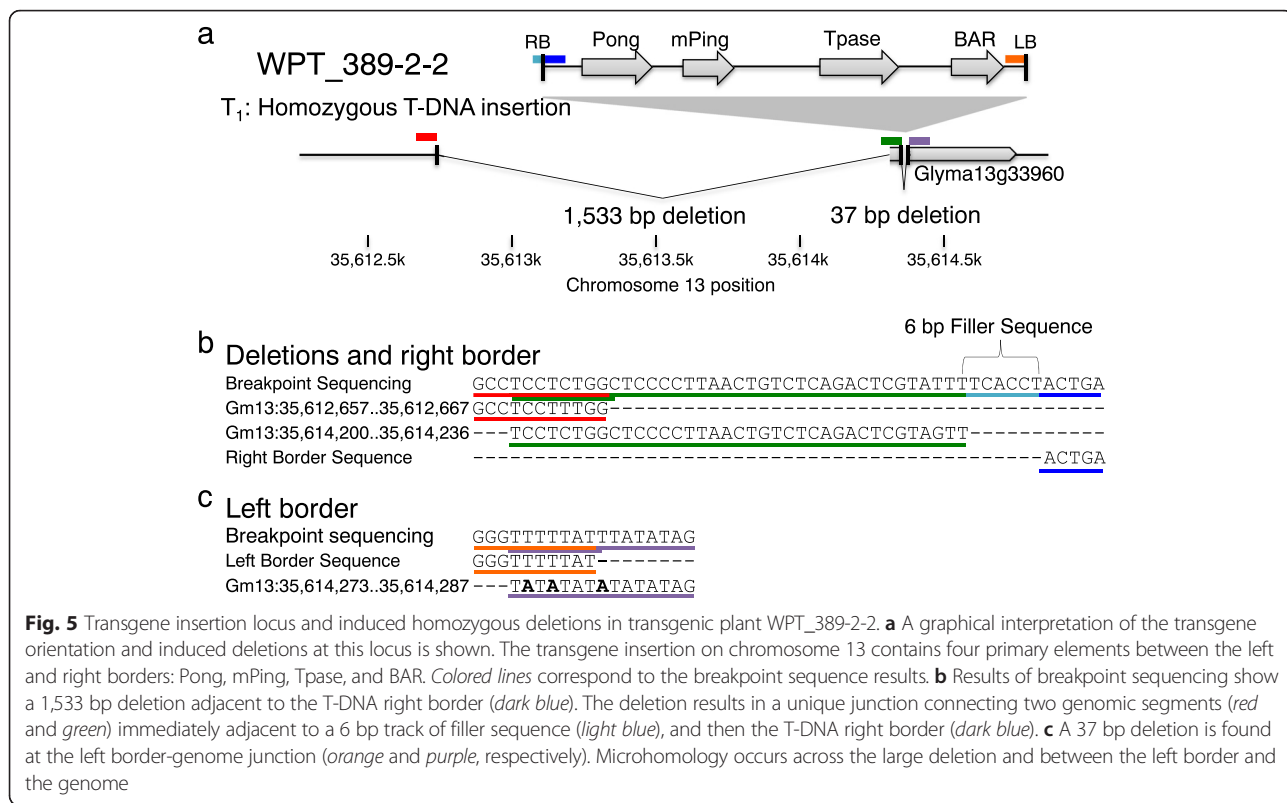 a
RB Pong mPing Tpase BAR LB
WPT_389-2-2
T1: Homozygous T-DNA insertion
Glyma13g33960
1,533 bp deletion 37 bp deletion
35,612.5k 35,613k 35,613.5k 35,614k 35,614.5k
Chromosome 13 position
6 bp Filler Sequence
b Deletions and right border
Breakpoint Sequencing GCCTCCTCTGGCTCCCCTTAACTGTCTCAGACTCGTATTTTCACCTACTGA
Gm13:35,612,657..35,612,667 GCCTCCTTTGG----------------------------------------
Gm13:35,614,200..35,614,236 ---TCCTCTGGCTCCCCTTAACTGTCTCAGACTCGTAGTT-----------
Right Border Sequence ----------------------------------------------ACTGA
c Left border
Breakpoint sequencing GGGTTTTTATTTATATAG
Left Border Sequence GGGTTTTTAT--------
Gm13:35,614,273..35,614,287 ---TATATATATATATAG
Fig. 5 Transgene insertion locus and induced homozygous deletions in transgenic plant WPT_389-2-2. a A graphical interpretation of the transgene
orientation and induced deletions at this locus is shown. The transgene insertion on chromosome 13 contains four primary elements between the left
and right borders: Pong, mPing, Tpase, and BAR. Colored lines correspond to the breakpoint sequence results. b Results of breakpoint sequencing show
a 1,533 bp deletion adjacent to the T-DNA right border (dark blue). The deletion results in a unique junction connecting two genomic segments (red
and green) immediately adjacent to a 6 bp track of filler sequence (light blue), and then the T-DNA right border (dark blue). c A 37 bp deletion is found
at the left border-genome junction (orange and purple, respectively). Microhomology occurs across the large deletion and between the left border and
the genome